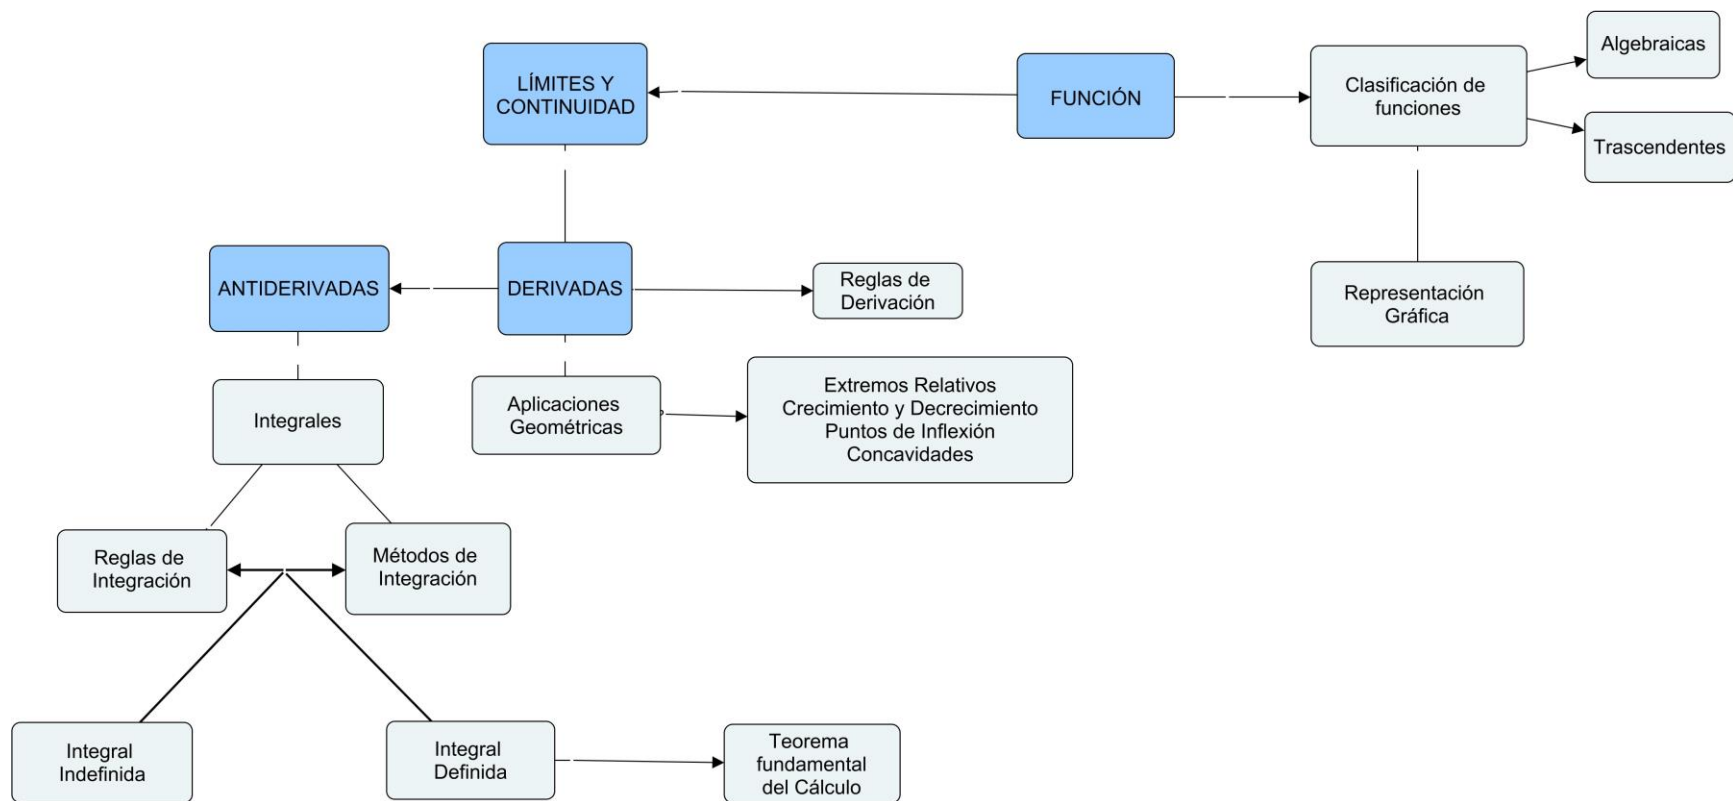 Algebraicas
LÍMITES Y
CONTINUIDAD
FUNCIÓN
Clasificación de
funciones
Trascendentes
ANTIDERIVADAS
DERIVADAS
Reglas de
Derivación
Representación
Gráfica
Integrales
Aplicaciones
Geométricas
Extremos Relativos
Crecimiento y Decrecimiento
Puntos de Inflexión
Concavidades
Reglas de
Integración
Métodos de
Integración
Integral
Indefinida
Integral
Definida
Teorema
fundamental
del Cálculo